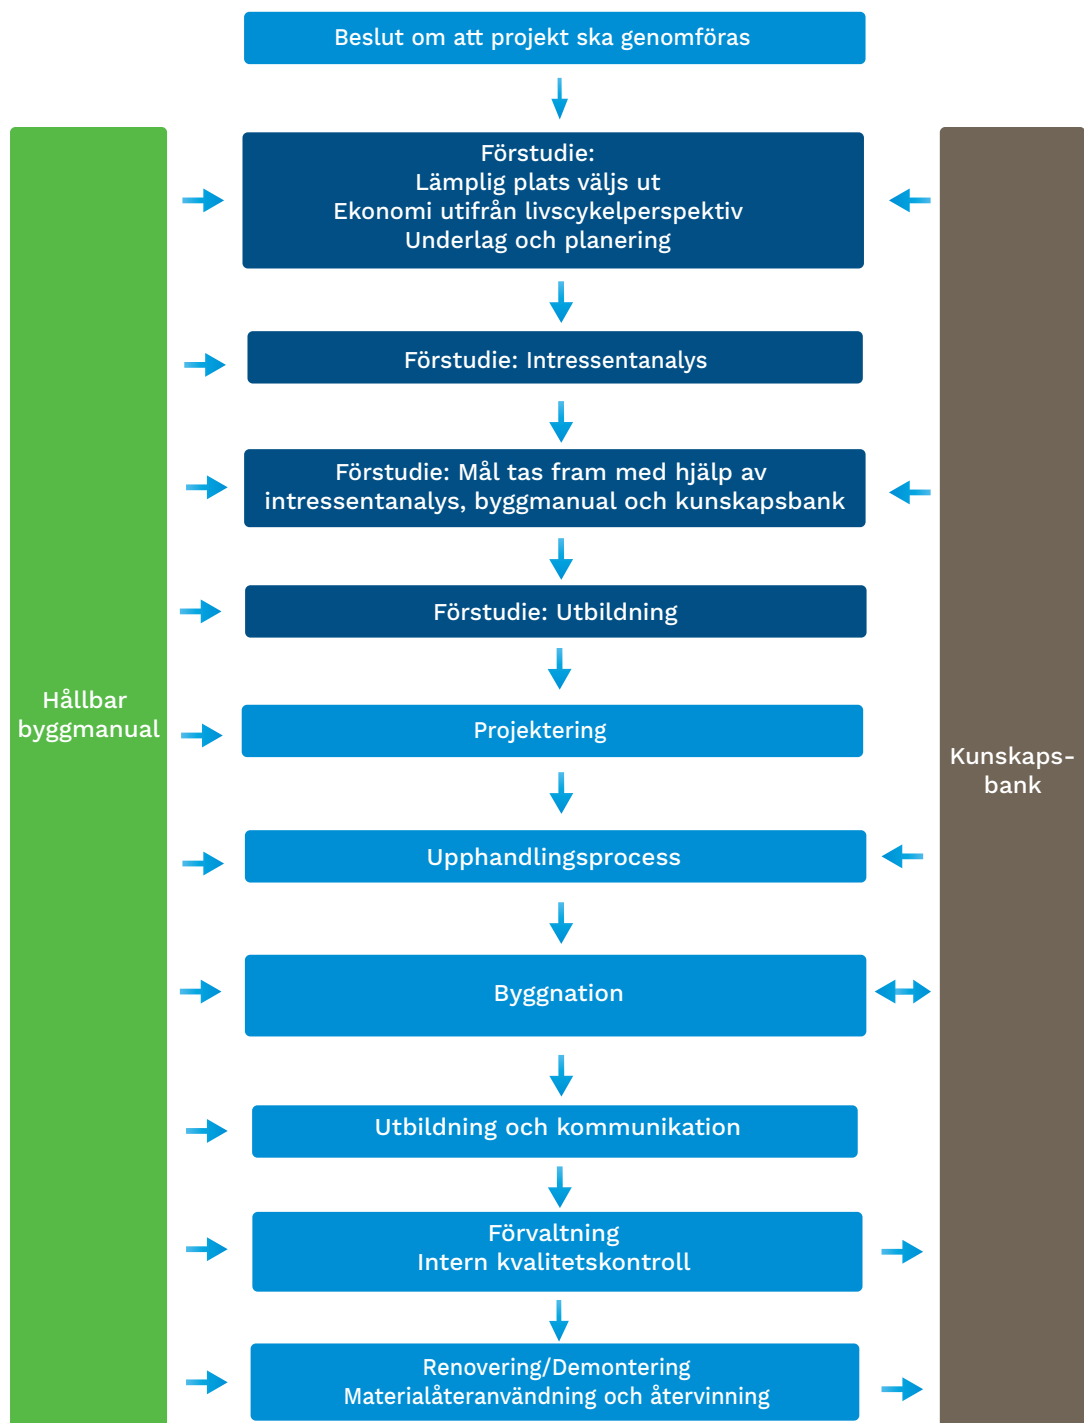 Beslut om att projekt ska genomföras
Förstudie:
Lämplig plats väljs ut
Ekonomi utifrån livscykelperspektiv
Underlag och planering
Förstudie: Intressentanalys
Förstudie: Mål tas fram med hjälp av
intressentanalys, byggmanual och kunskapsbank
Förstudie: Utbildning
Hållbar
byggmanual
Projektering
Kunskaps-
bank
Upphandlingsprocess
Byggnation
Utbildning och kommunikation
Förvaltning
Intern kvalitetskontroll
Renovering/Demontering
Materialåteranvändning och återvinning